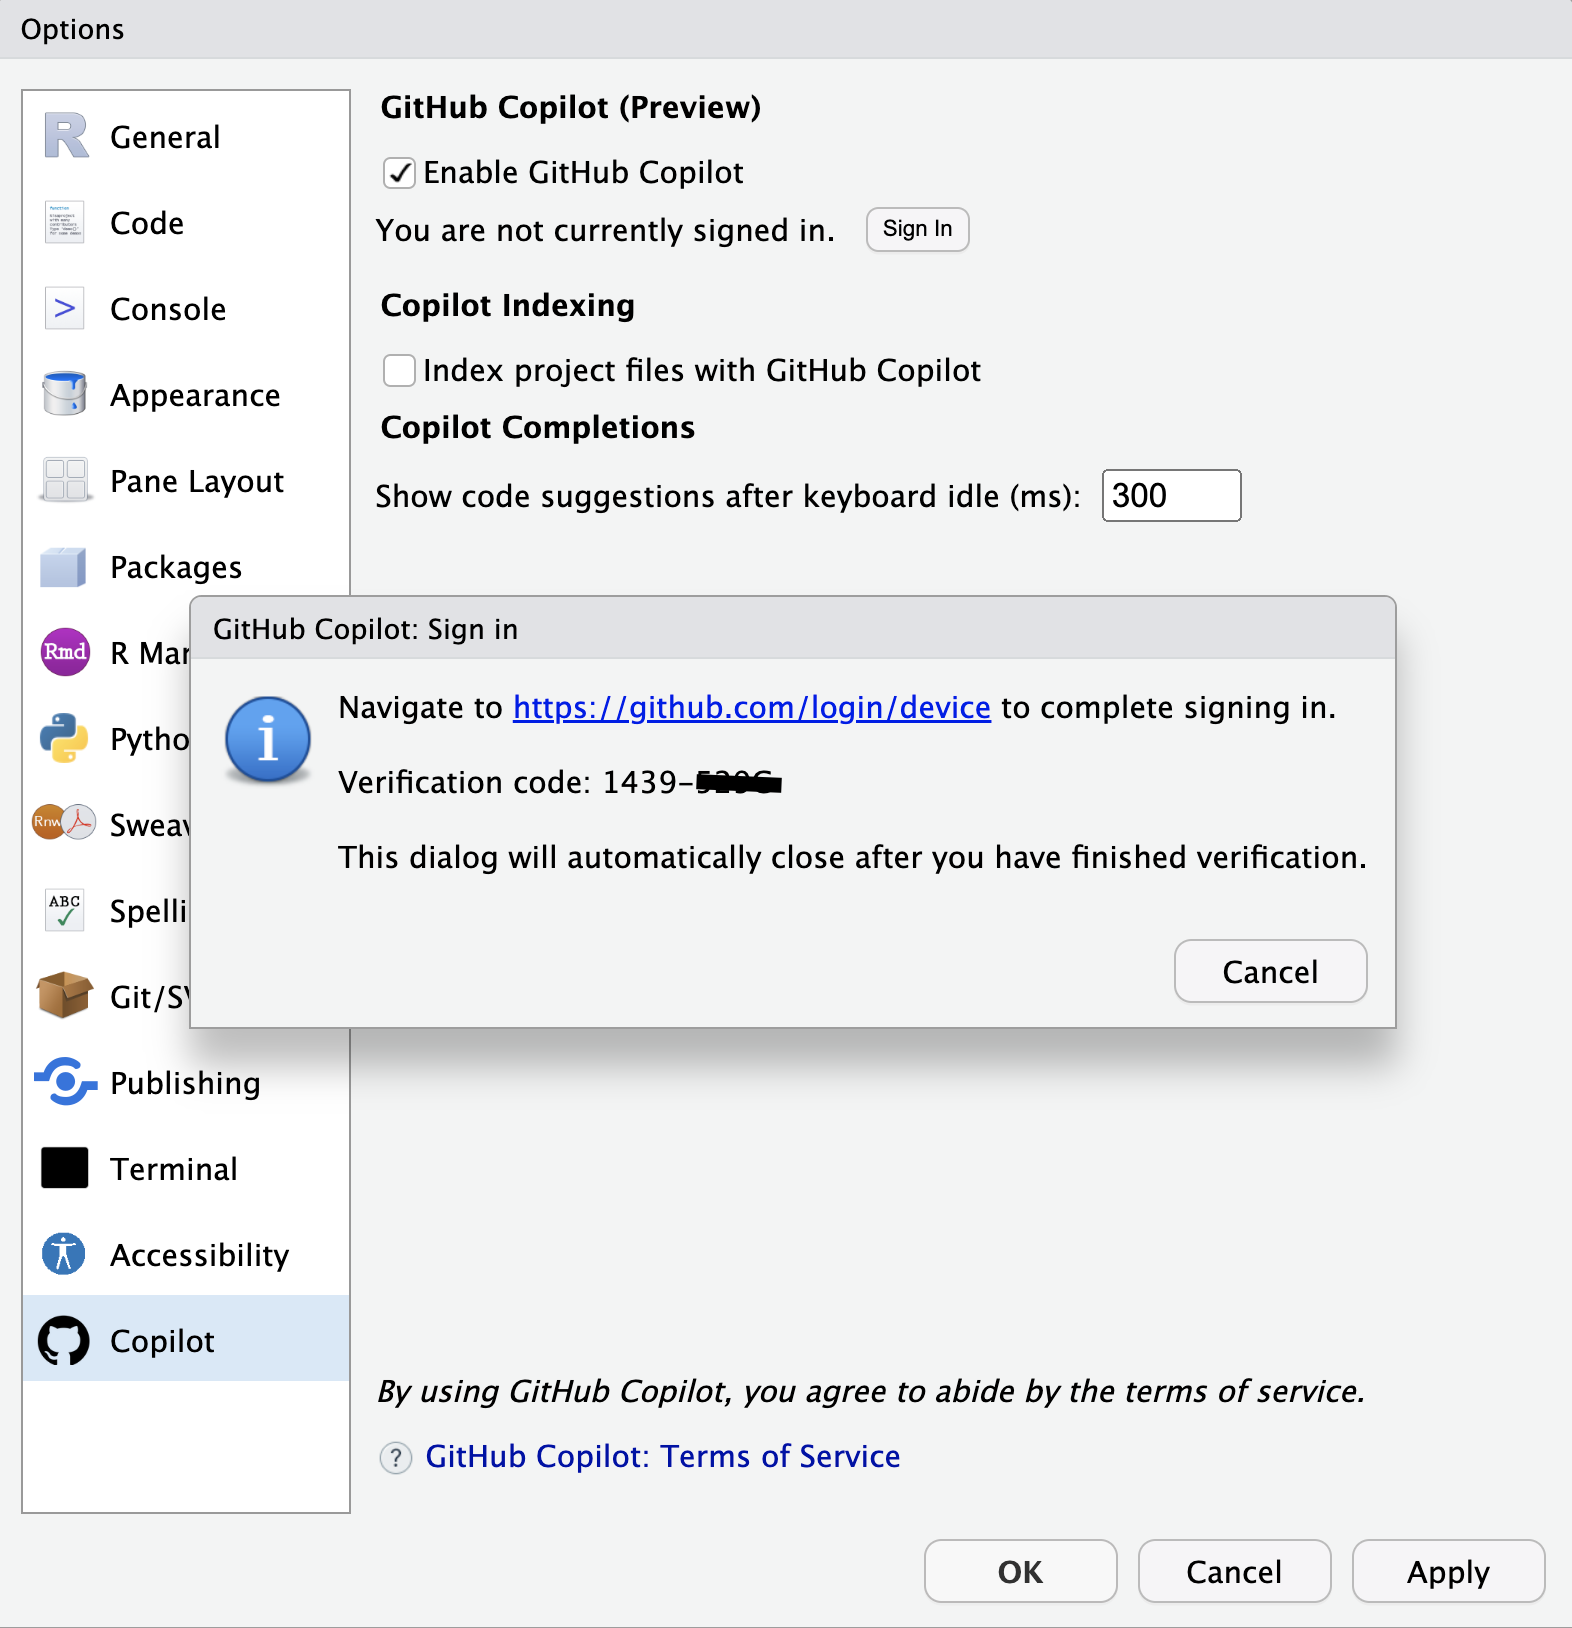 Options
General
Code
Console
Appearance
Pane Layout
Packages
Rmd R Mar
Pytho
Rnw Sweav
ABC Spelli
Git/SV
Publishing
Terminal
Accessibility
Copilot
GitHub Copilot (Preview)
Enable GitHub Copilot
You are not currently signed in. Sign In
Copilot Indexing
Index project files with GitHub Copilot
Copilot Completions
Show code suggestions after keyboard idle (ms): 300
GitHub Copilot: Sign in
Navigate to https://github.com/login/device to complete signing in.
Verification code: 1439-
This dialog will automatically close after you have finished verification.
Cancel
By using GitHub Copilot, you agree to abide by the terms of service.
? GitHub Copilot: Terms of Service
OK Cancel Apply